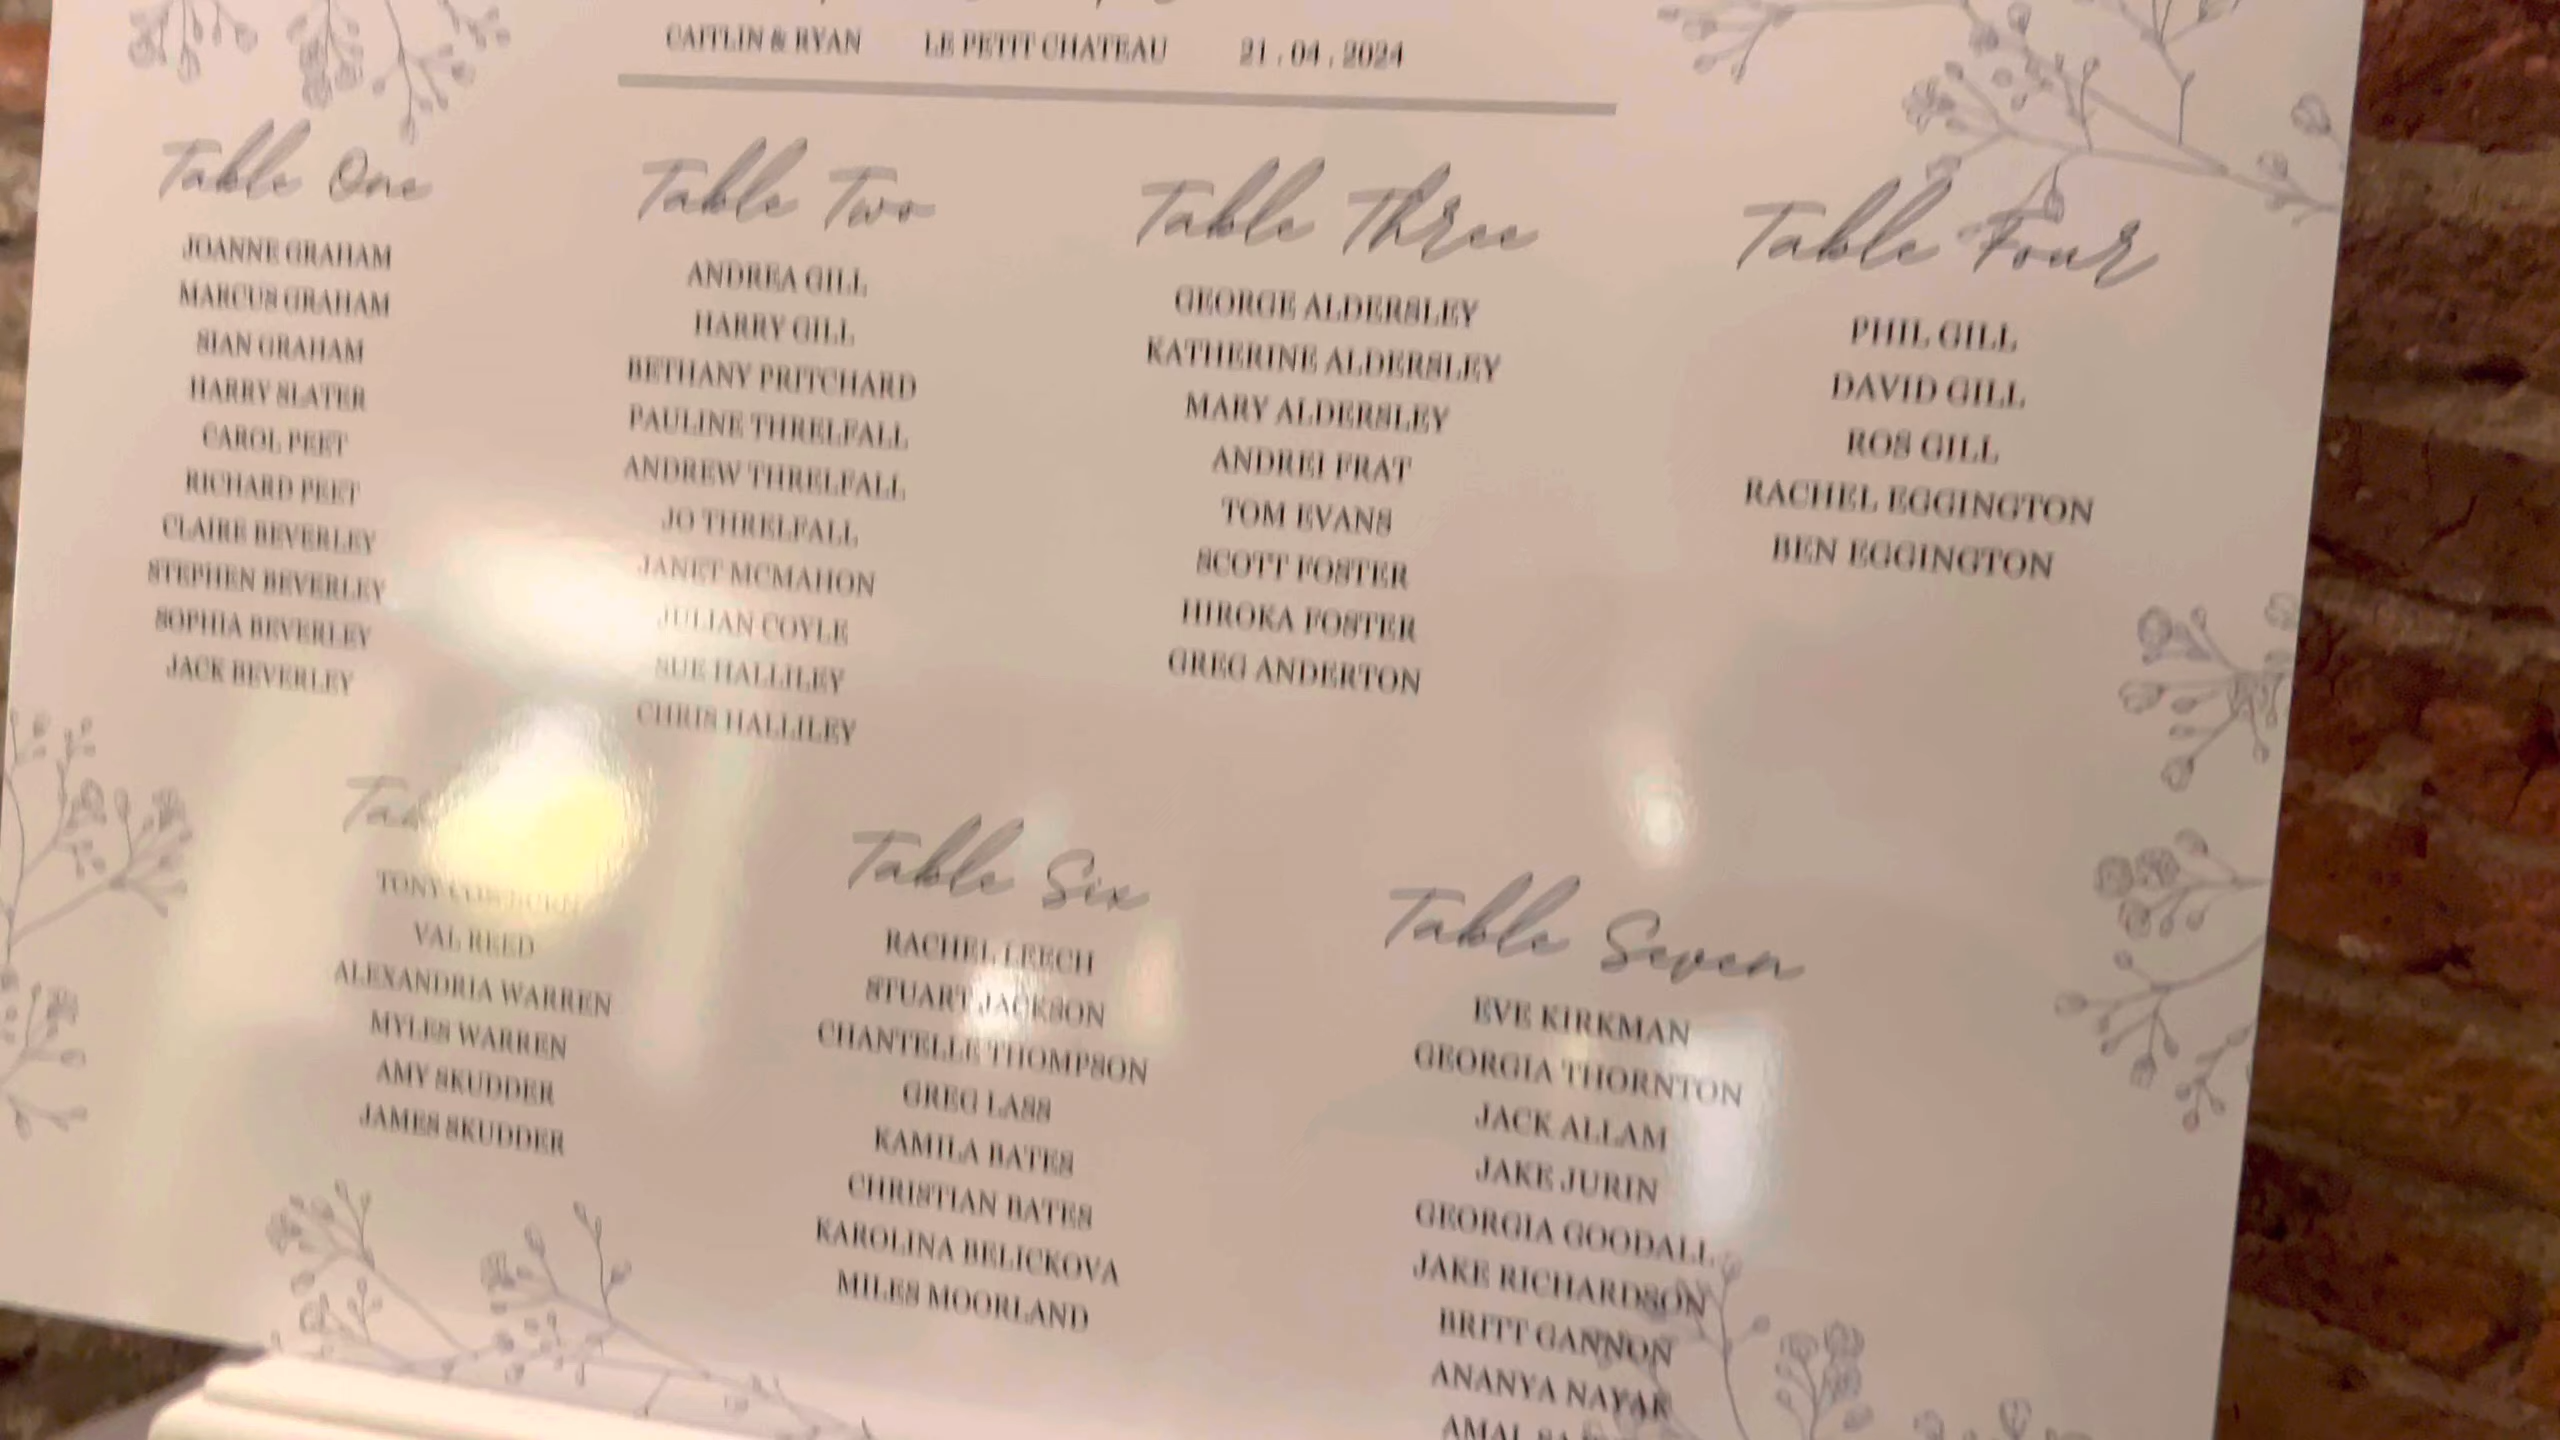 CAITLIN & RYAN LE PETIT CHATEAU 21.04.2024
Table One
JOANNE GRAHAM
MARCUS GRAHAM
SIAN GRAHAM
HARRY SLATER
CAROL PEET
RICHARD PEET
CLAIRE BEVERLEY
STEPHEN BEVERLEY
SOPHIA BEVERLEY
JACK BEVERLEY
Table Two
ANDREA GILL
HARRY GILL
BETHANY PRITCHARD
PAULINE THRELFALL
ANDREW THRELFALL
JO THRELFALL
JANET MCMAHON
JULIAN COYLE
SUE HALLILEY
CHRIS HALLILEY
Table Three
GEORGE ALDERSLEY
KATHERINE ALDERSLEY
MARY ALDERSLEY
ANDREI FRAT
TOM EVANS
SCOTT FOSTER
HIROKA FOSTER
GREG ANDERTON
Table Four
PHIL GILL
DAVID GILL
ROS GILL
RACHEL EGGINGTON
BEN EGGINGTON
TONY
VAL REED
ALEXANDRIA WARREN
MYLES WARREN
AMY SKUDDER
JAMES SKUDDER
Table Six
RACHEL LEECH
STUART JACKSON
CHANTELLE THOMPSON
GREG LASS
KAMILA BATES
CHRISTIAN BATES
KAROLINA BELICKOVA
MILES MOORLAND
Table Seven
EVE KIRKMAN
GEORGIA THORNTON
JACK ALLAM
JAKE JURIN
GEORGIA GOODALL
JAKE RICHARDSON
BRITT GANNON
ANANYA NAYAK